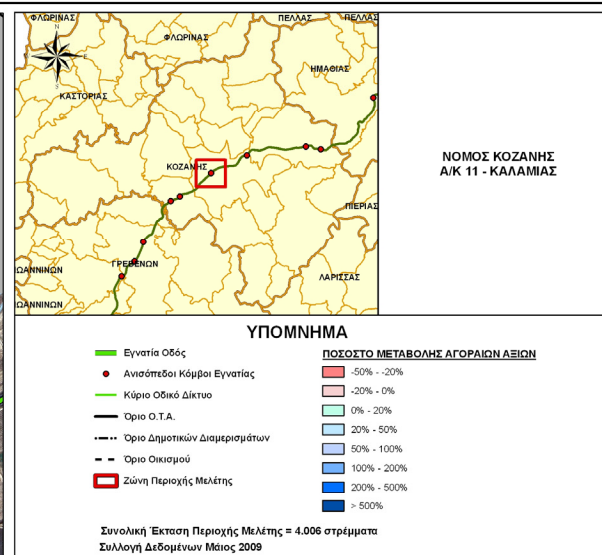 ΦΛΩΡΙΝΑΣ
ΠΕΛΛΑΣ
ΠΕΛΛΑΣ
N
E
S
ΦΛΩΡΙΝΑΣ
ΗΜΑΘΙΑΣ
ΚΑΣΤΟΡΙΑΣ
ΚΟΖΑΝΗΣ
ΠΙΕΡΙΑΣ
ΓΡΕΒΕΝΩΝ
ΙΩΑΝΝΙΝΩΝ
ΛΑΡΙΣΣΑΣ
ΙΩΑΝΝΙΝΩΝ
ΝΟΜΟΣ ΚΟΖΑΝΗΣ
Α/Κ 11 - ΚΑΛΑΜΙΑΣ
ΥΠΟΜΝΗΜΑ
Εγνατία Οδός
Ανισόπεδοι Κόμβοι Εγνατίας
Κύριο Οδικό Δίκτυο
Όριο Ο.Τ.Α.
Όριο Δημοτικών Διαμερισμάτων
Όριο Οικισμού
Ζώνη Περιοχής Μελέτης
ΠΟΣΟΣΤΟ ΜΕΤΑΒΟΛΗΣ ΑΓΟΡΑΙΩΝ ΑΞΙΩΝ
-50% - -20%
-20% - 0%
0% - 20%
20% - 50%
50% - 100%
100% - 200%
200% - 500%
> 500%
Συνολική Έκταση Περιοχής Μελέτης = 4.006 στρέμματα
Συλλογή Δεδομένων Μάιος 2009